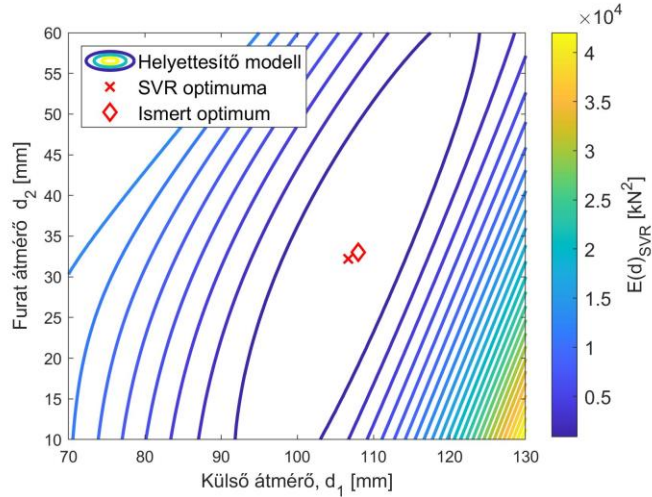 ×10⁴
60
55
50
45
40
35
30
25
20
15
10
Furat átmérő d₂ [mm]
Helyettesítő modell
SVR optimuma
Ismert optimum
70 80 90 100 110 120 130
Külső átmérő, d₁ [mm]
4
3.5
3
2.5
2
1.5
1
0.5
E(d)SVR [kN²]